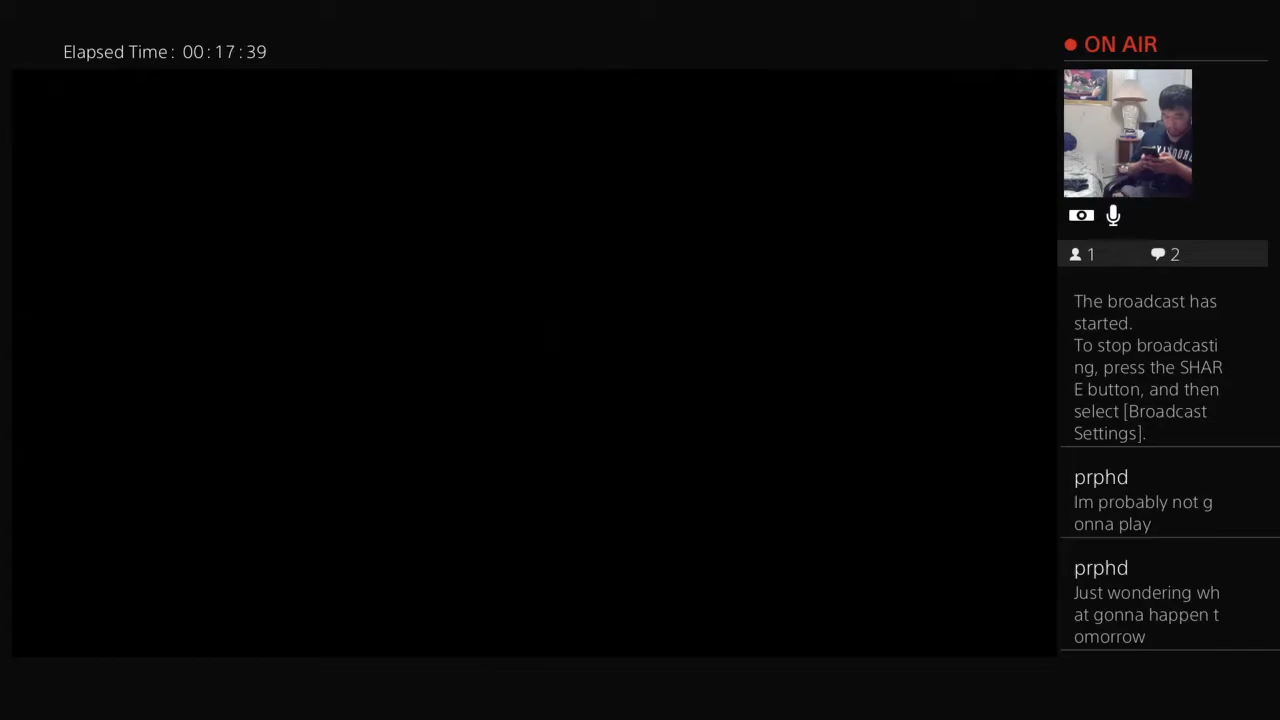 Elapsed Time: 00:17:39
ON AIR
1 2
The broadcast has
started.
To stop broadcasti
ng, press the SHAR
E button, and then
select [Broadcast
Settings].
prphd
Im probably not g
onna play
prphd
Just wondering wh
at gonna happen t
omorrow